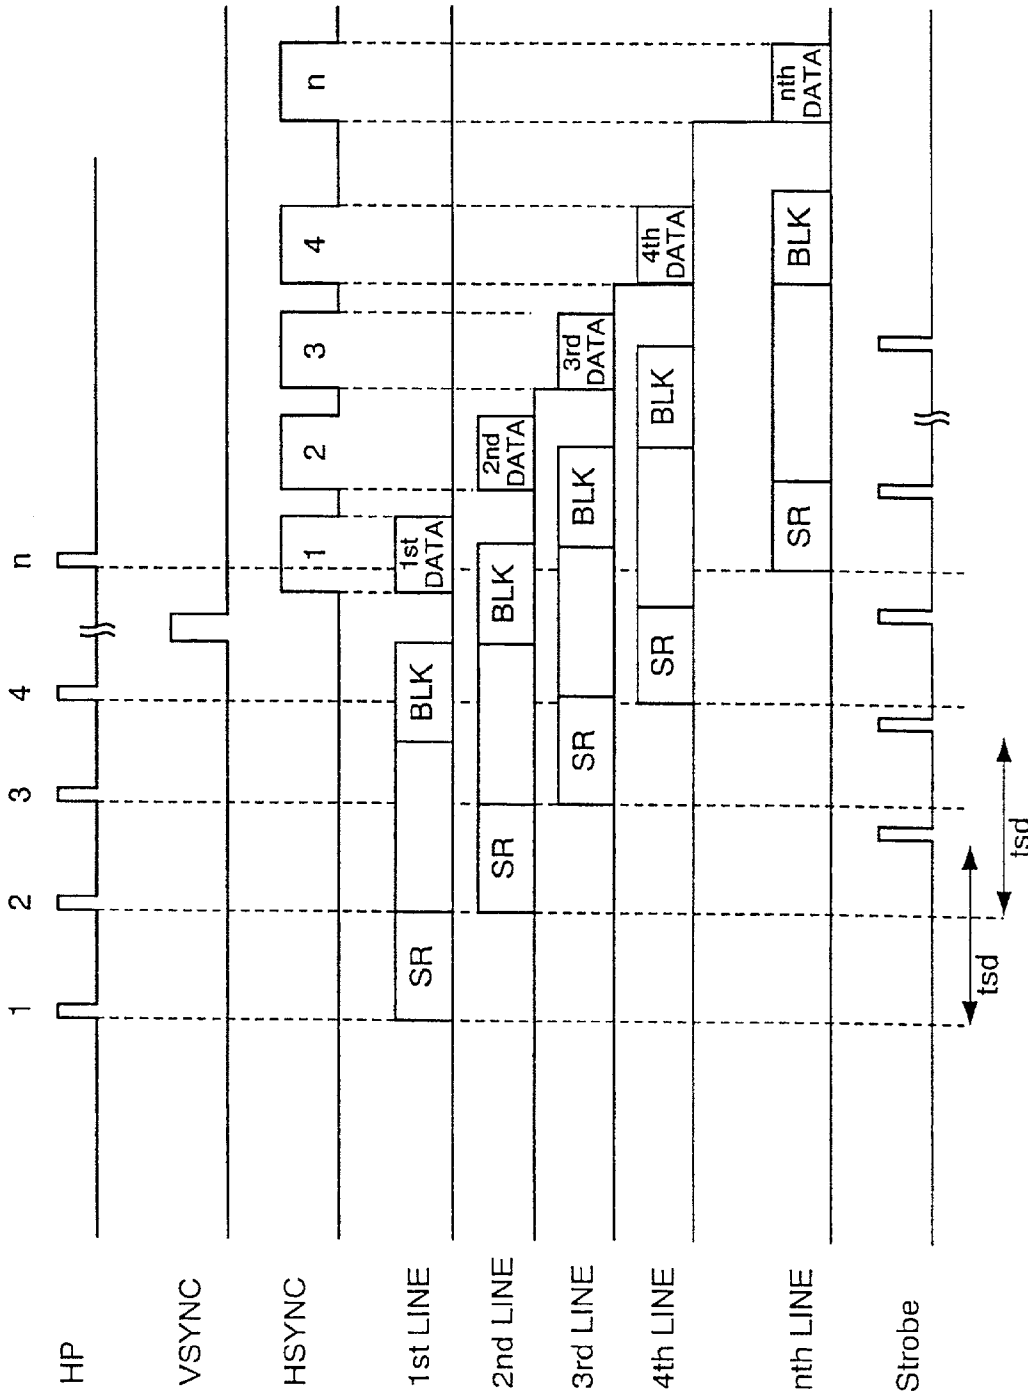 HP 1 2 3 4 n
VSYNC
HSYNC 1 2 3 4 n
1st LINE SR BLK 1st DATA
2nd LINE SR BLK 2nd DATA
3rd LINE SR BLK 3rd DATA
4th LINE SR BLK 4th DATA
nth LINE SR BLK nth DATA
Strobe
tsd
tsd